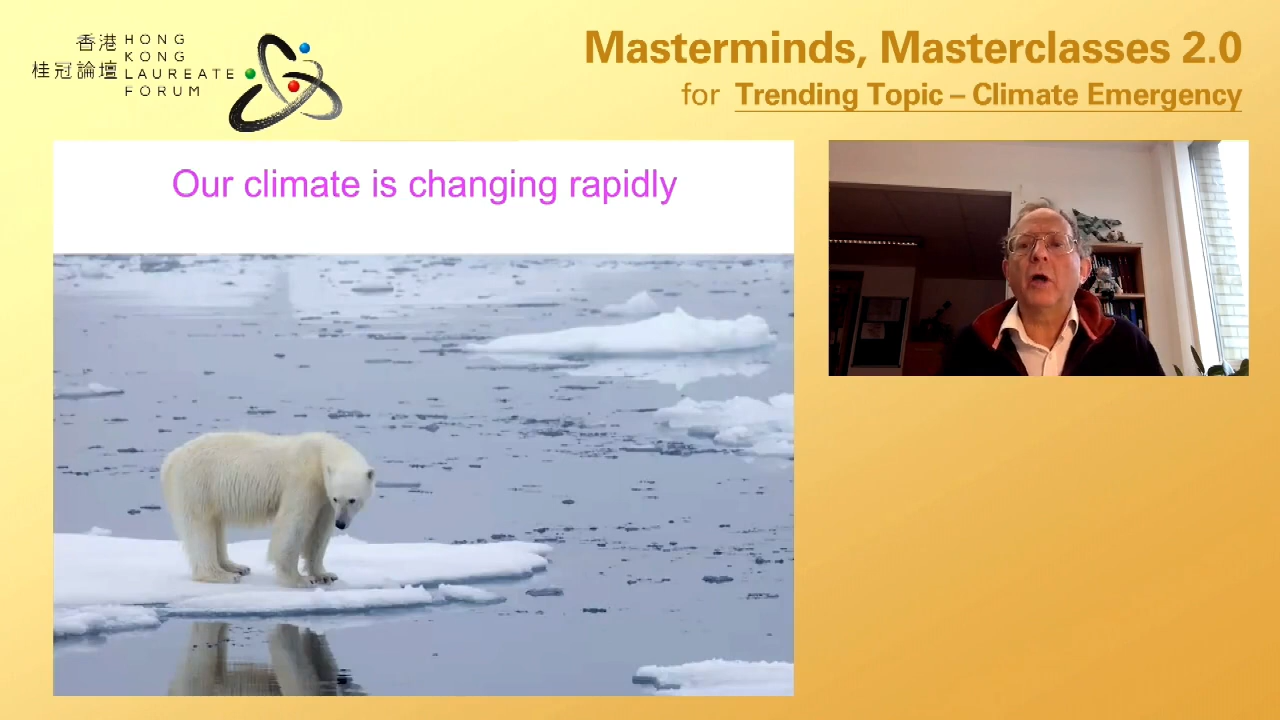 香港
桂冠論壇
HONG
KONG
LAUREATE
FORUM
Masterminds, Masterclasses 2.0
for Trending Topic – Climate Emergency
Our climate is changing rapidly